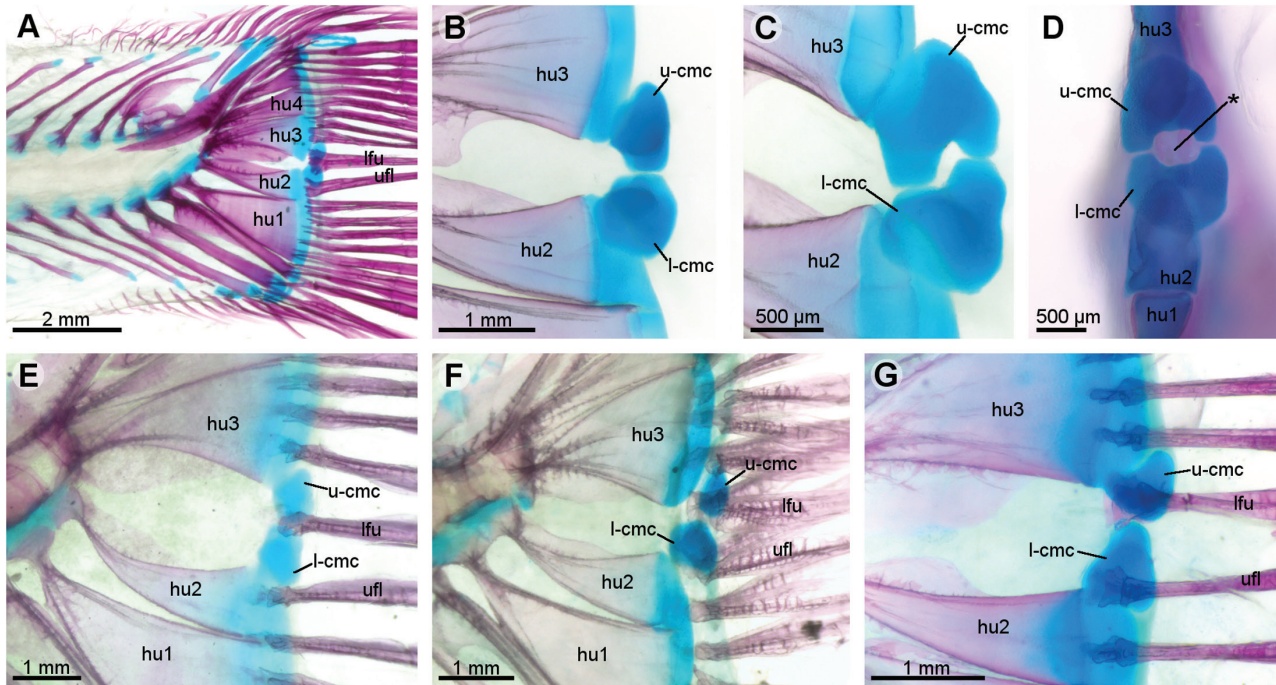 A
hu4
hu3
lfu
hu2
ufl
hu1
2 mm
B
hu3
u-cmc
l-cmc
hu2
1 mm
C
hu3
u-cmc
l-cmc
hu2
500 µm
D
hu3
u-cmc
*
l-cmc
hu2
hu1
500 µm
E
hu3
u-cmc
lfu
l-cmc
hu2
ufl
hu1
1 mm
F
hu3
u-cmc
lfu
l-cmc
ufl
hu2
hu1
1 mm
G
hu3
u-cmc
lfu
l-cmc
ufl
hu2
1 mm